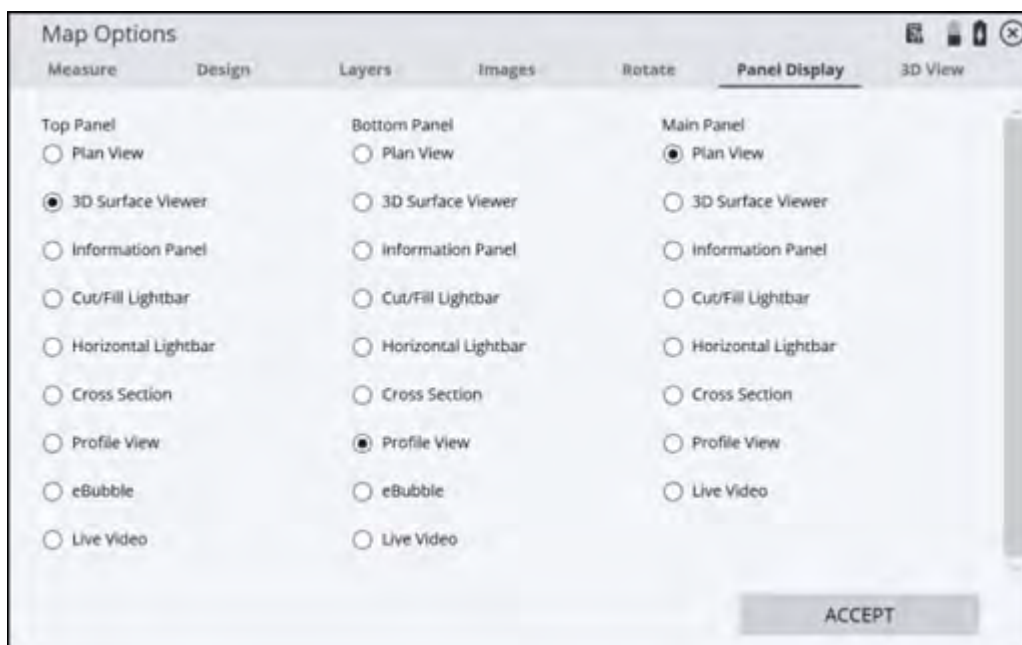 Map Options
Measure Design Layers Images Rotate Panel Display 3D View
Top Panel Bottom Panel Main Panel
Plan View Plan View Plan View
3D Surface Viewer 3D Surface Viewer 3D Surface Viewer
Information Panel Information Panel Information Panel
Cut/Fill Lightbar Cut/Fill Lightbar Cut/Fill Lightbar
Horizontal Lightbar Horizontal Lightbar Horizontal Lightbar
Cross Section Cross Section Cross Section
Profile View Profile View Profile View
eBubble eBubble Live Video
Live Video Live Video
ACCEPT